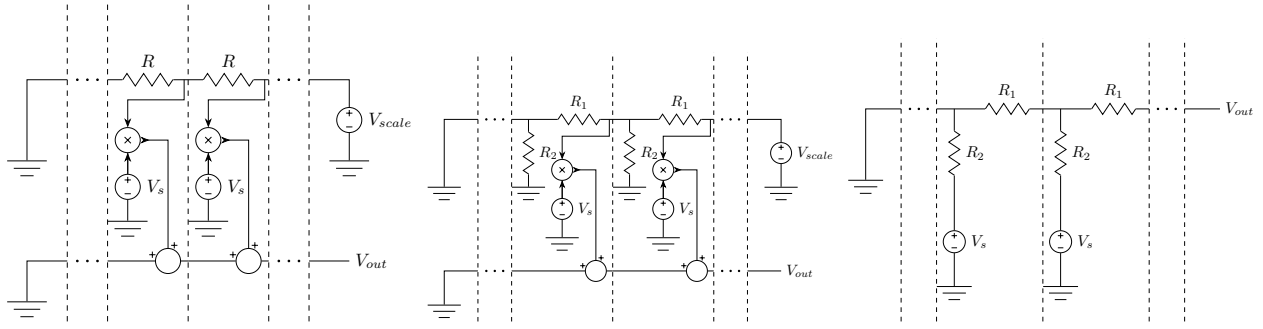 R R
· · · · · ·
V_scale
× ×
V_s V_s
· · · · · ·
V_out
R_1 R_1
· · · · · ·
R_2 R_2
V_scale
× ×
V_s V_s
· · · · · ·
V_out
R_1 R_1
· · · · · · V_out
R_2 R_2
V_s V_s